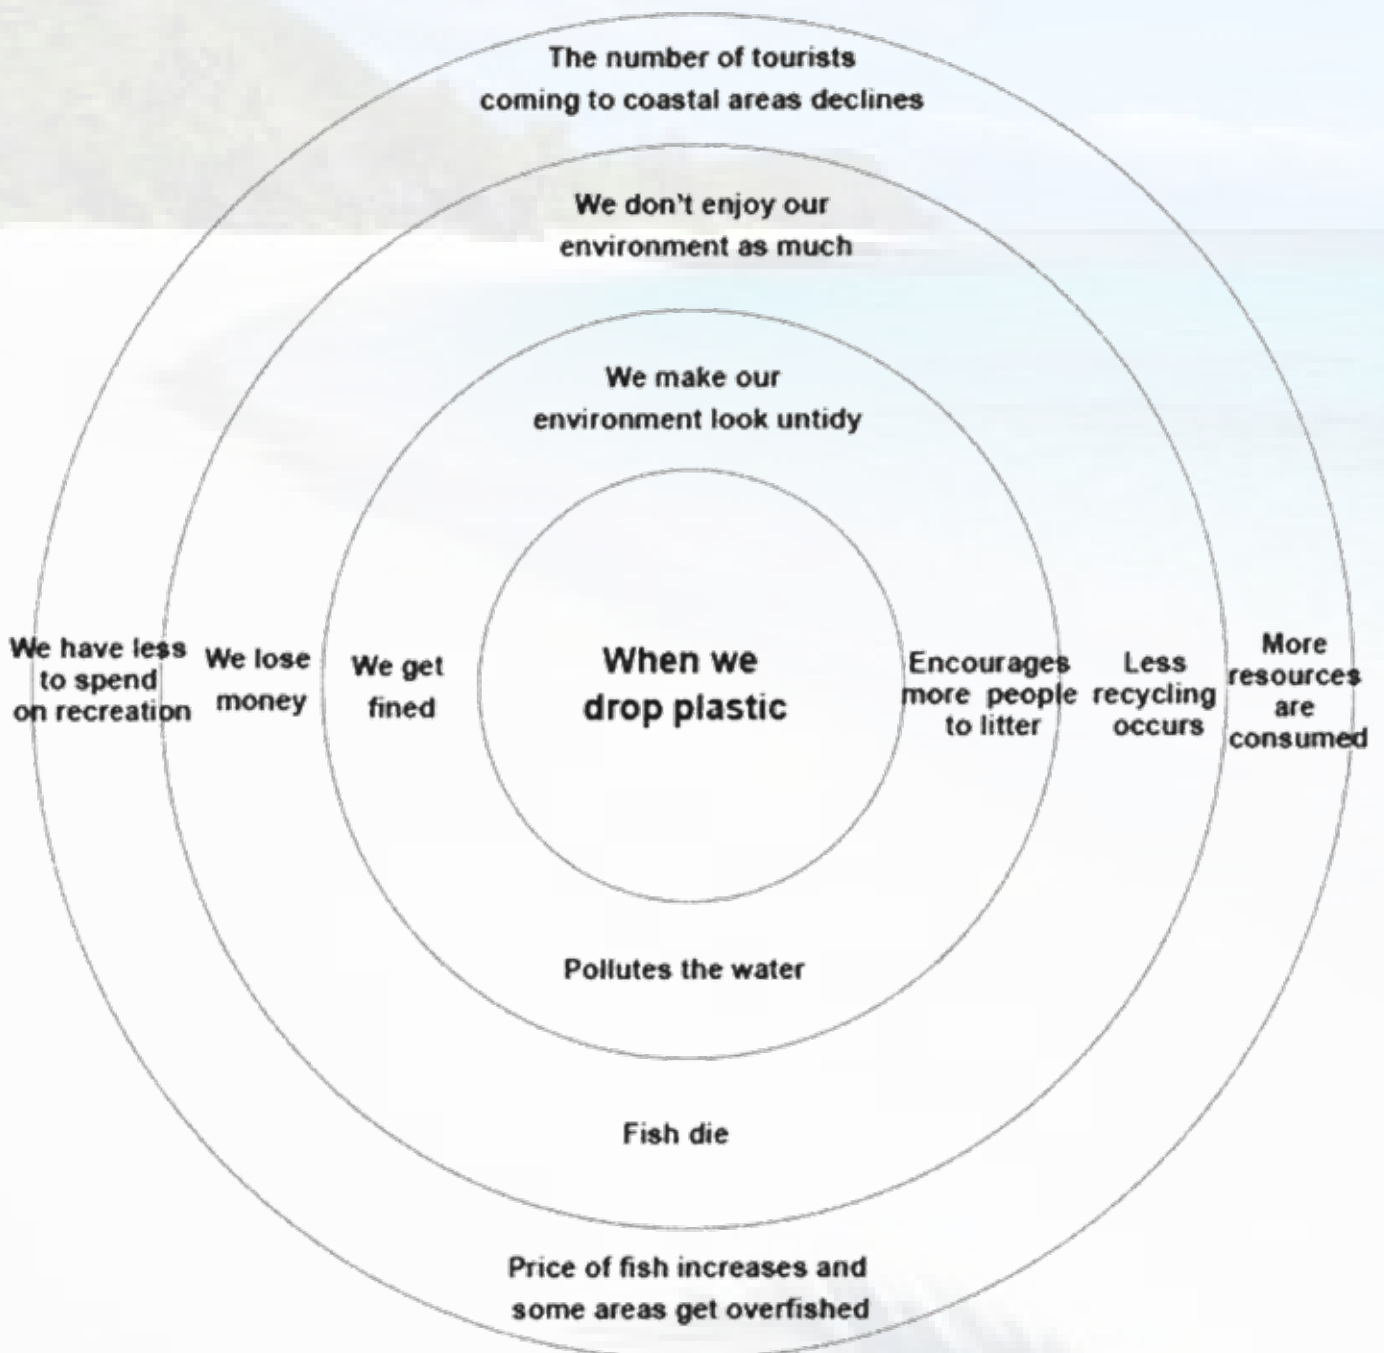 The number of tourists
coming to coastal areas declines
We don't enjoy our
environment as much
We make our
environment look untidy
We have less
to spend
on recreation
We lose
money
We get
fined
When we
drop plastic
Encourages
more people
to litter
Less
recycling
occurs
More
resources
are
consumed
Pollutes the water
Fish die
Price of fish increases and
some areas get overfished